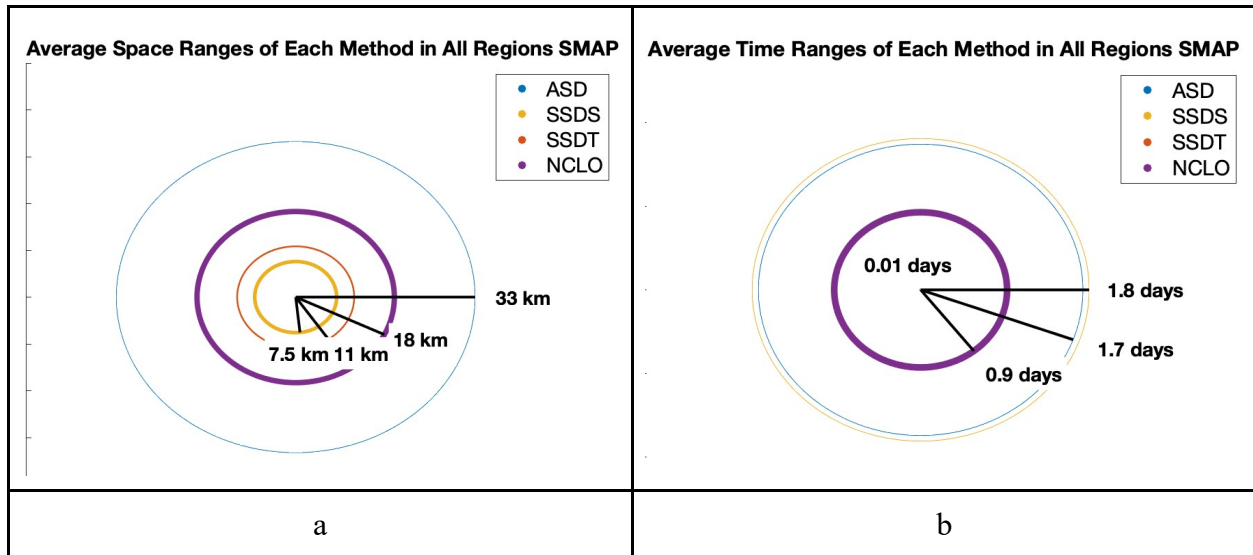 Average Space Ranges of Each Method in All Regions SMAP
ASD
SSDS
SSDT
NCLO
33 km
18 km
7.5 km 11 km
a
Average Time Ranges of Each Method in All Regions SMAP
ASD
SSDS
SSDT
NCLO
0.01 days
1.8 days
1.7 days
0.9 days
b